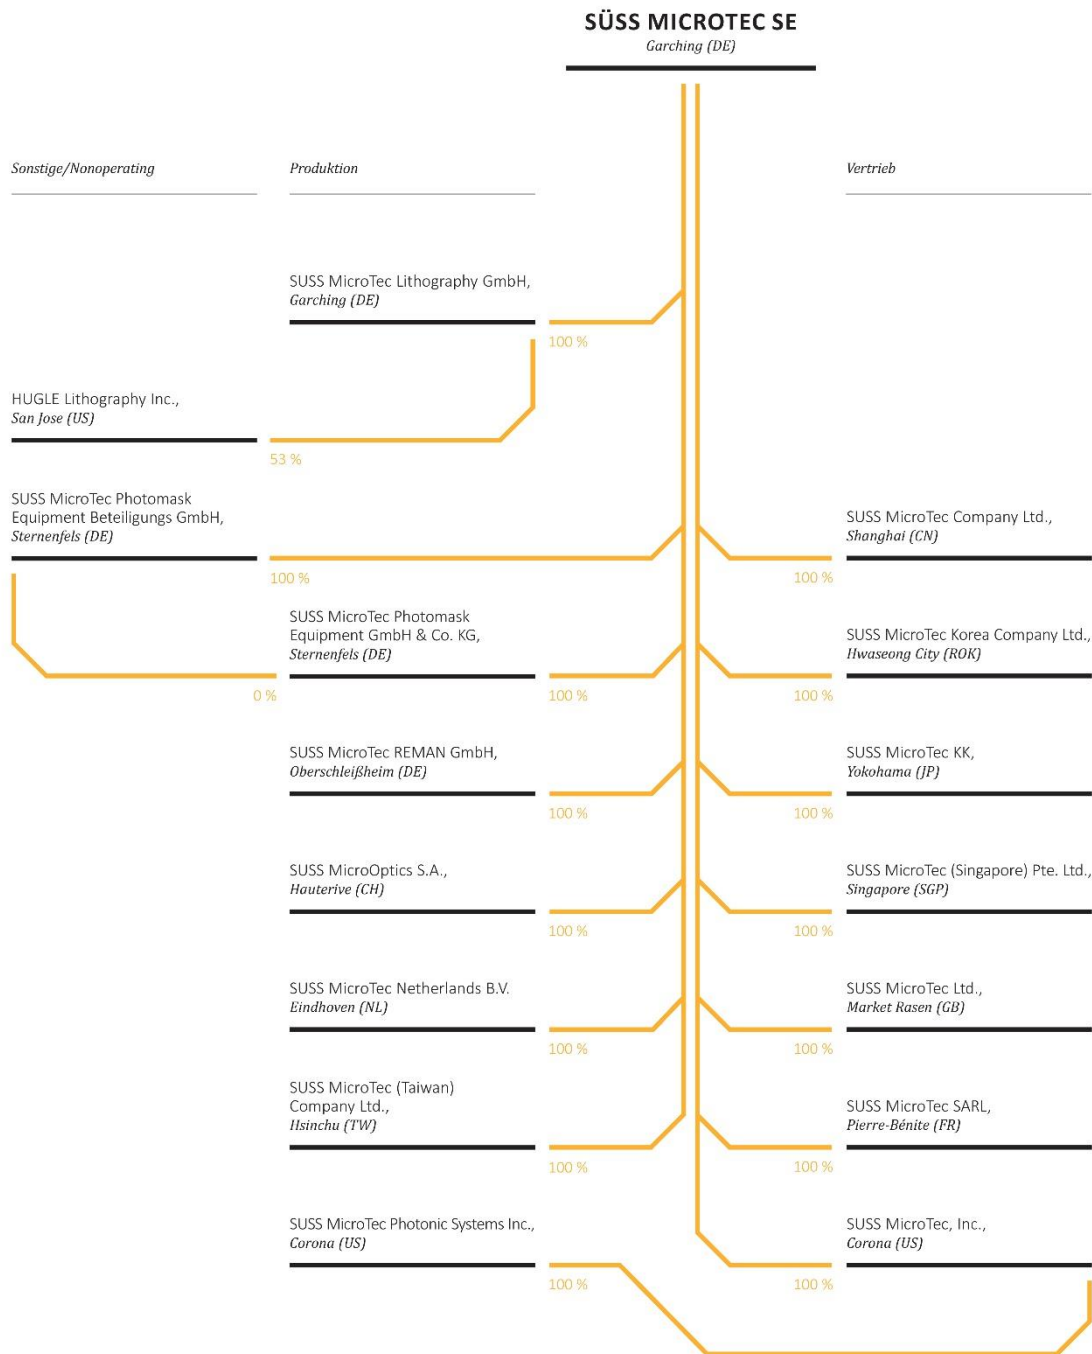 SÜSS MICROTEC SE
Garching (DE)
Sonstige/Nonoperating
Produktion
Vertrieb
SUSS MicroTec Lithography GmbH,
Garching (DE)
100 %
HUGLE Lithography Inc.,
San Jose (US)
53 %
SUSS MicroTec Photomask
Equipment Beteiligungs GmbH,
Sternenfels (DE)
100 %
SUSS MicroTec Company Ltd.,
Shanghai (CN)
100 %
SUSS MicroTec Photomask
Equipment GmbH & Co. KG,
Sternenfels (DE)
0 %
100 %
SUSS MicroTec Korea Company Ltd.,
Hwaseong City (ROK)
100 %
SUSS MicroTec REMAN GmbH,
Oberschleißheim (DE)
100 %
SUSS MicroTec KK,
Yokohama (JP)
100 %
SUSS MicroOptics S.A.,
Hauterive (CH)
100 %
SUSS MicroTec (Singapore) Pte. Ltd.,
Singapore (SGP)
100 %
SUSS MicroTec Netherlands B.V.
Eindhoven (NL)
100 %
SUSS MicroTec Ltd.,
Market Rasen (GB)
100 %
SUSS MicroTec (Taiwan)
Company Ltd.,
Hsinchu (TW)
100 %
SUSS MicroTec SARL,
Pierre-Bénite (FR)
100 %
SUSS MicroTec Photonic Systems Inc.,
Corona (US)
100 %
SUSS MicroTec, Inc.,
Corona (US)
100 %